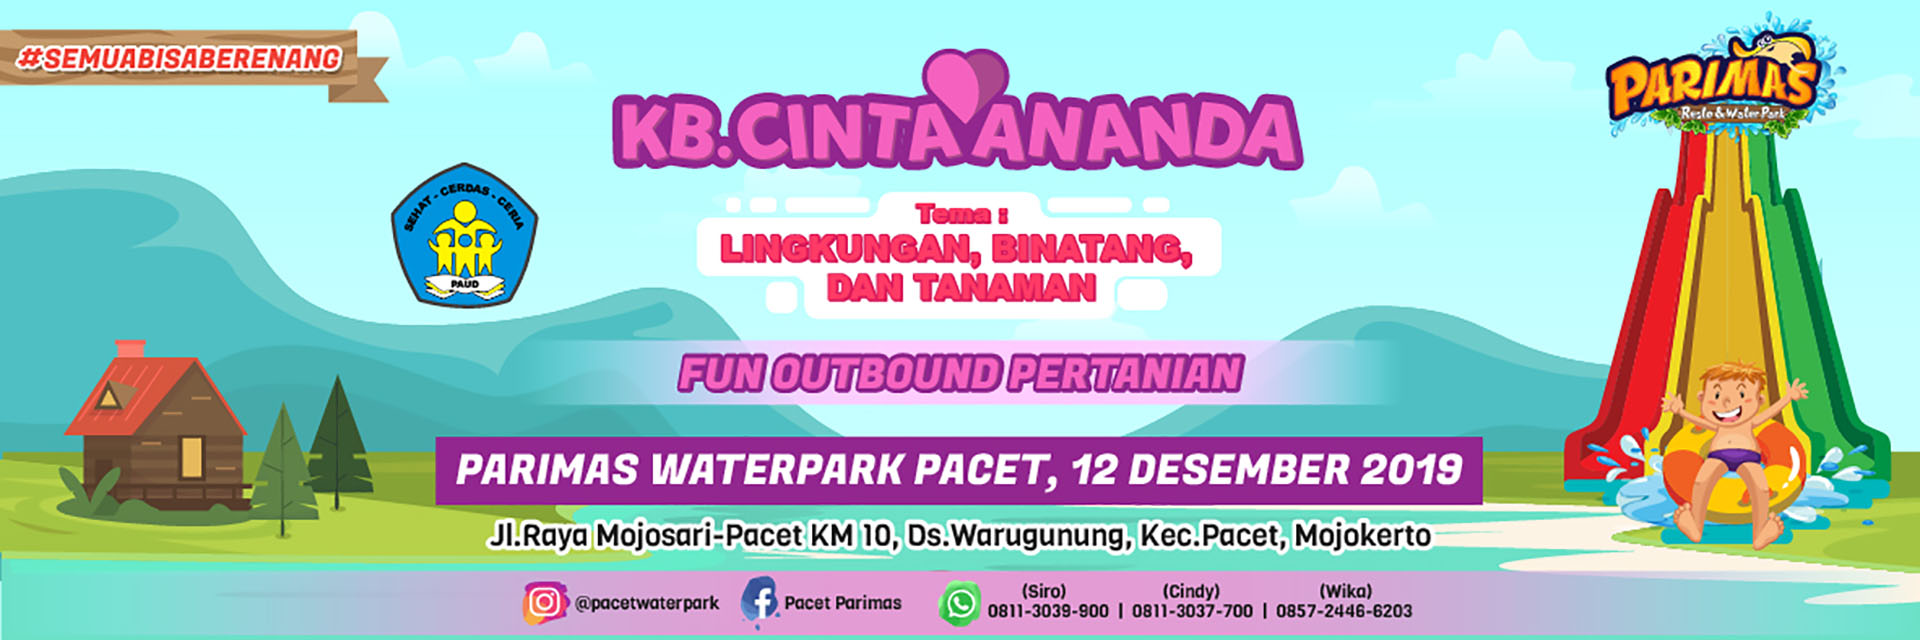 #SEMUABISABERENANG
PARIMAS
Resto & Water Park
KB.CINTA ANANDA
SEHAT - CERDAS - CERIA
PAUD
Tema :
LINGKUNGAN, BINATANG,
DAN TANAMAN
FUN OUTBOUND PERTANIAN
PARIMAS WATERPARK PACET, 12 DESEMBER 2019
Jl.Raya Mojosari-Pacet KM 10, Ds.Warugunung, Kec.Pacet, Mojokerto
@pacetwaterpark
Pacet Parimas
(Siro) (Cindy) (Wika)
0811-3039-900 | 0811-3037-700 | 0857-2446-6203